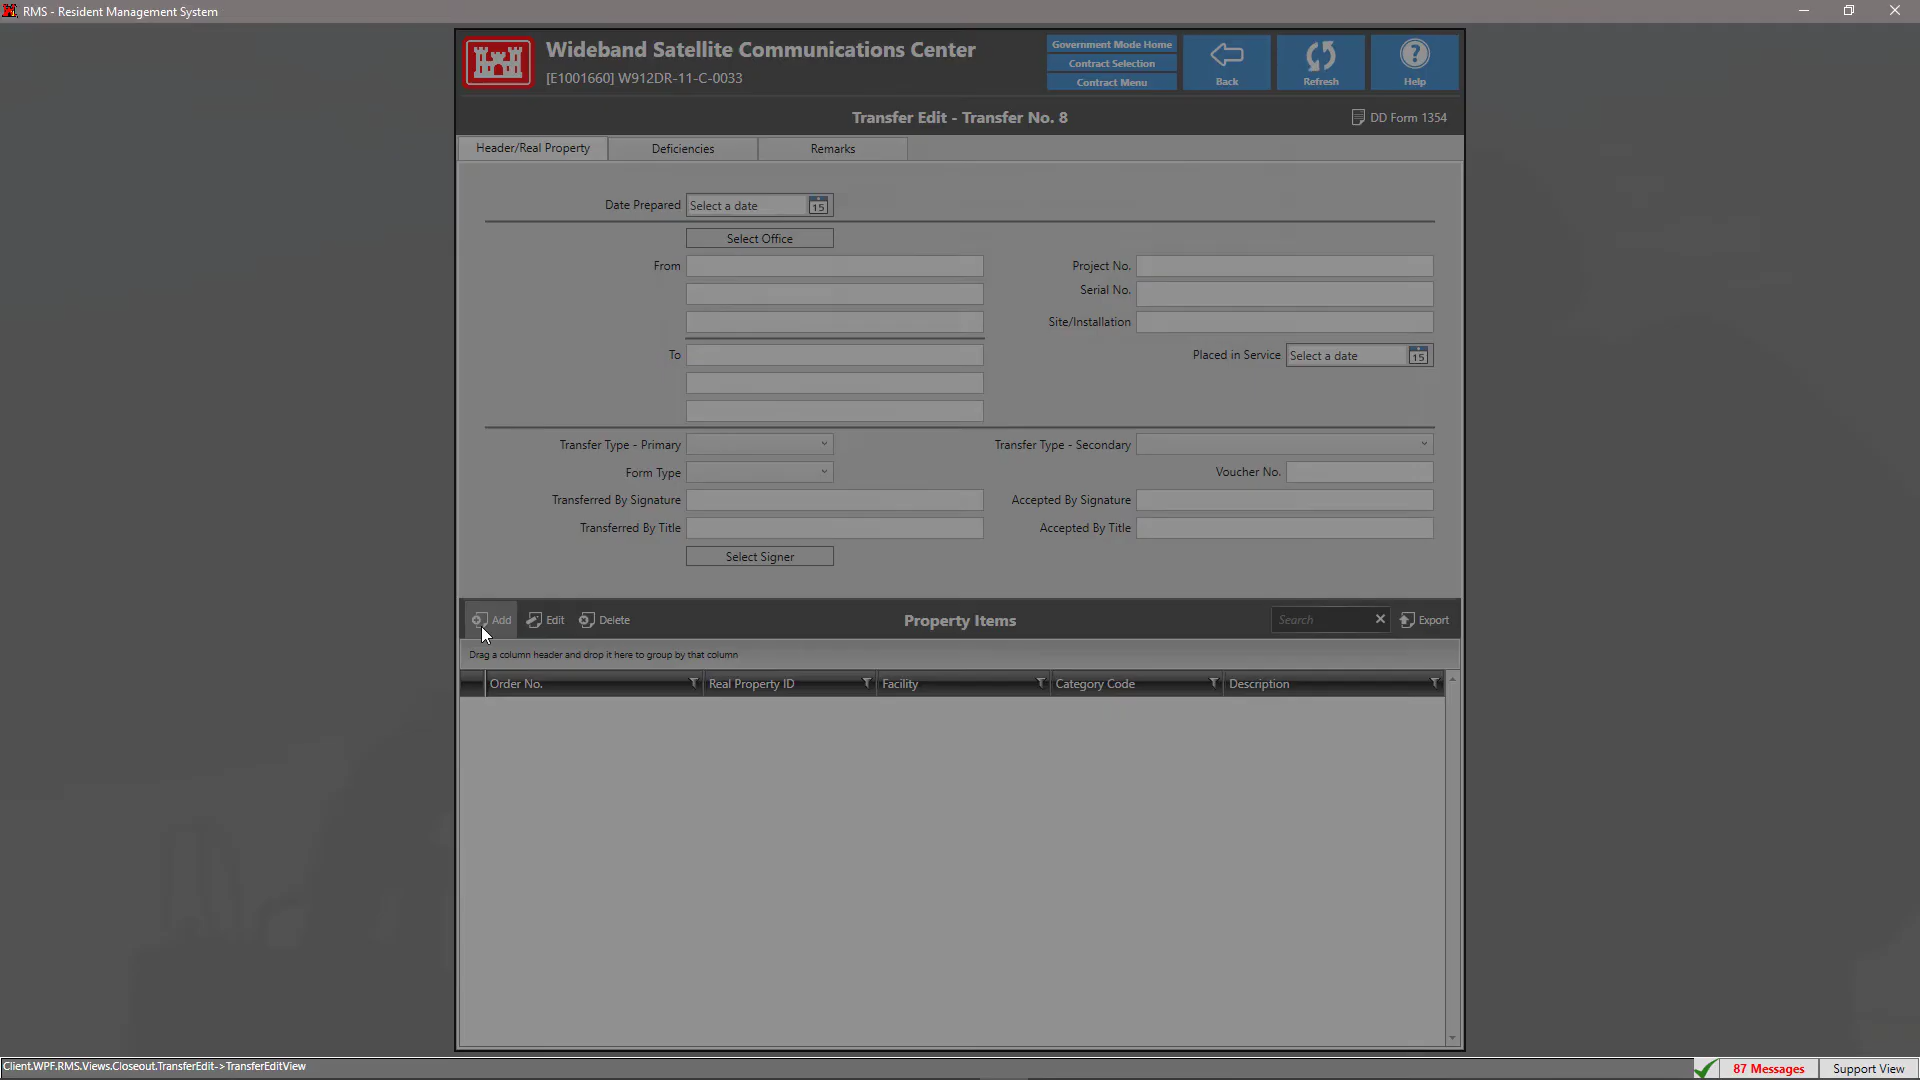 RMS - Resident Management System
Wideband Satellite Communications Center
[E1001660] W912DR-11-C-0033
Government Mode Home
Contract Selection
Contract Menu
Back
Refresh
Help
Transfer Edit - Transfer No. 8
DD Form 1354
Header/Real Property
Deficiencies
Remarks
Date Prepared
Select a date
15
Select Office
From
Project No.
Serial No.
Site/Installation
To
Placed in Service
Select a date
15
Transfer Type - Primary
Transfer Type - Secondary
Form Type
Voucher No.
Transferred By Signature
Accepted By Signature
Transferred By Title
Accepted By Title
Select Signer
Add
Edit
Delete
Property Items
Search
Export
Drag a column header and drop it here to group by that column
Order No.
Real Property ID
Facility
Category Code
Description
Client.WPF.RMS.Views.Closeout.TransferEdit->TransferEditView
87 Messages
Support View